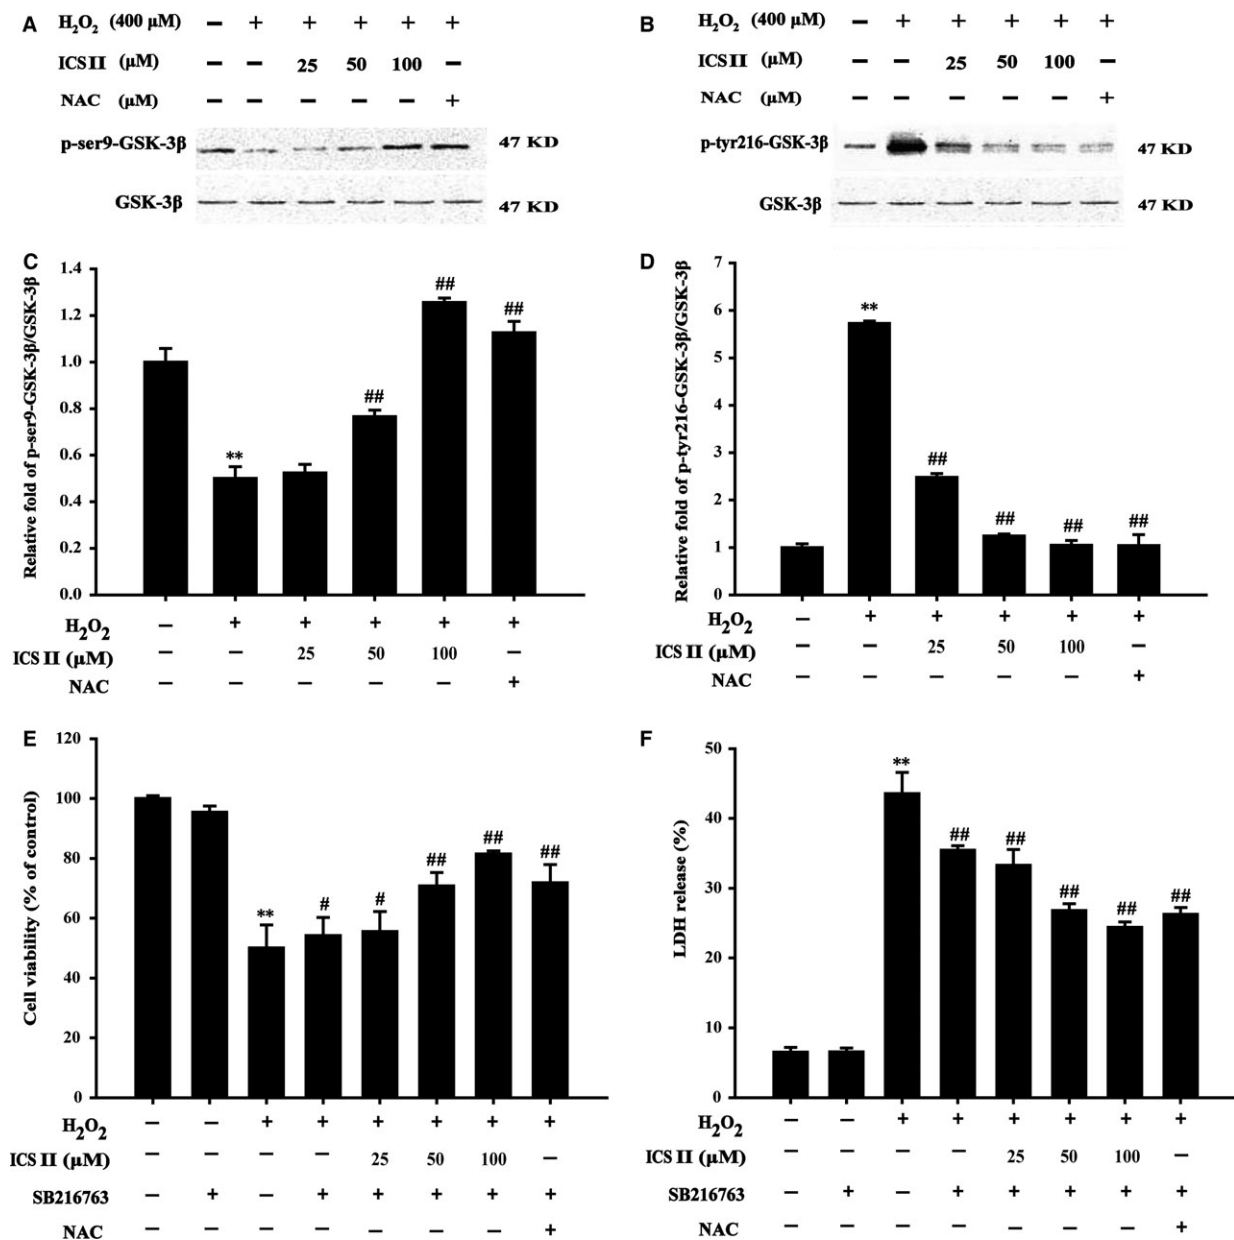 A
H₂O₂ (400 μM) – + + + + +
ICS II (μM) – – 25 50 100 –
NAC (μM) – – – – – +
p-ser9-GSK-3β 47 KD
GSK-3β 47 KD
B
H₂O₂ (400 μM) – + + + + +
ICS II (μM) – – 25 50 100 –
NAC (μM) – – – – – +
p-tyr216-GSK-3β 47 KD
GSK-3β 47 KD
C
Relative fold of p-ser9-GSK-3β/GSK-3β
1.4
1.2
1.0
0.8
0.6
0.4
0.2
0.0
** ## ## ##
H₂O₂ – + + + + +
ICS II (μM) – – 25 50 100 –
NAC – – – – – +
D
Relative fold of p-tyr216-GSK-3β/GSK-3β
7
6
5
4
3
2
1
0
** ## ## ## ##
H₂O₂ – + + + + +
ICS II (μM) – – 25 50 100 –
NAC – – – – – +
E
Cell viability (% of control)
120
100
80
60
40
20
0
** # # ## ## ##
H₂O₂ – – + + + + + +
ICS II (μM) – – – – 25 50 100 –
SB216763 – + – + + + + +
NAC – – – – – – – +
F
LDH release (%)
50
40
30
20
10
0
** ## ## ## ## ##
H₂O₂ – – + + + + + +
ICS II (μM) – – – – 25 50 100 –
SB216763 – + – + + + + +
NAC – – – – – – – +